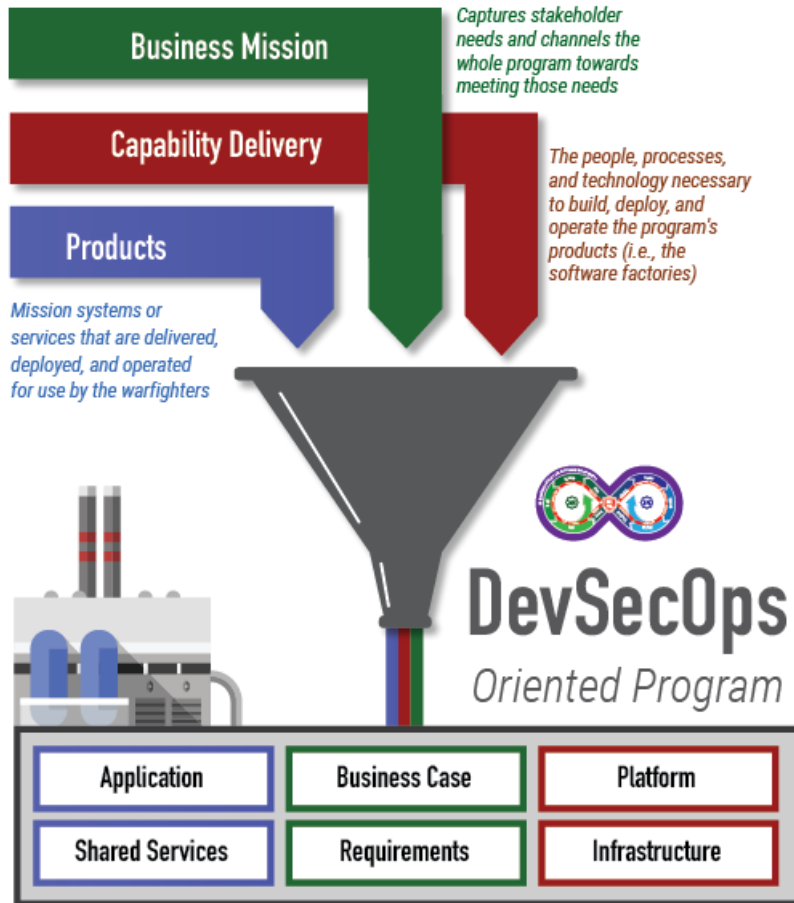 Business Mission
Captures stakeholder
needs and channels the
whole program towards
meeting those needs
Capability Delivery
The people, processes,
and technology necessary
to build, deploy, and
operate the program's
products (i.e., the
software factories)
Products
Mission systems or
services that are delivered,
deployed, and operated
for use by the warfighters
DevSecOps
Oriented Program
Application
Business Case
Platform
Shared Services
Requirements
Infrastructure